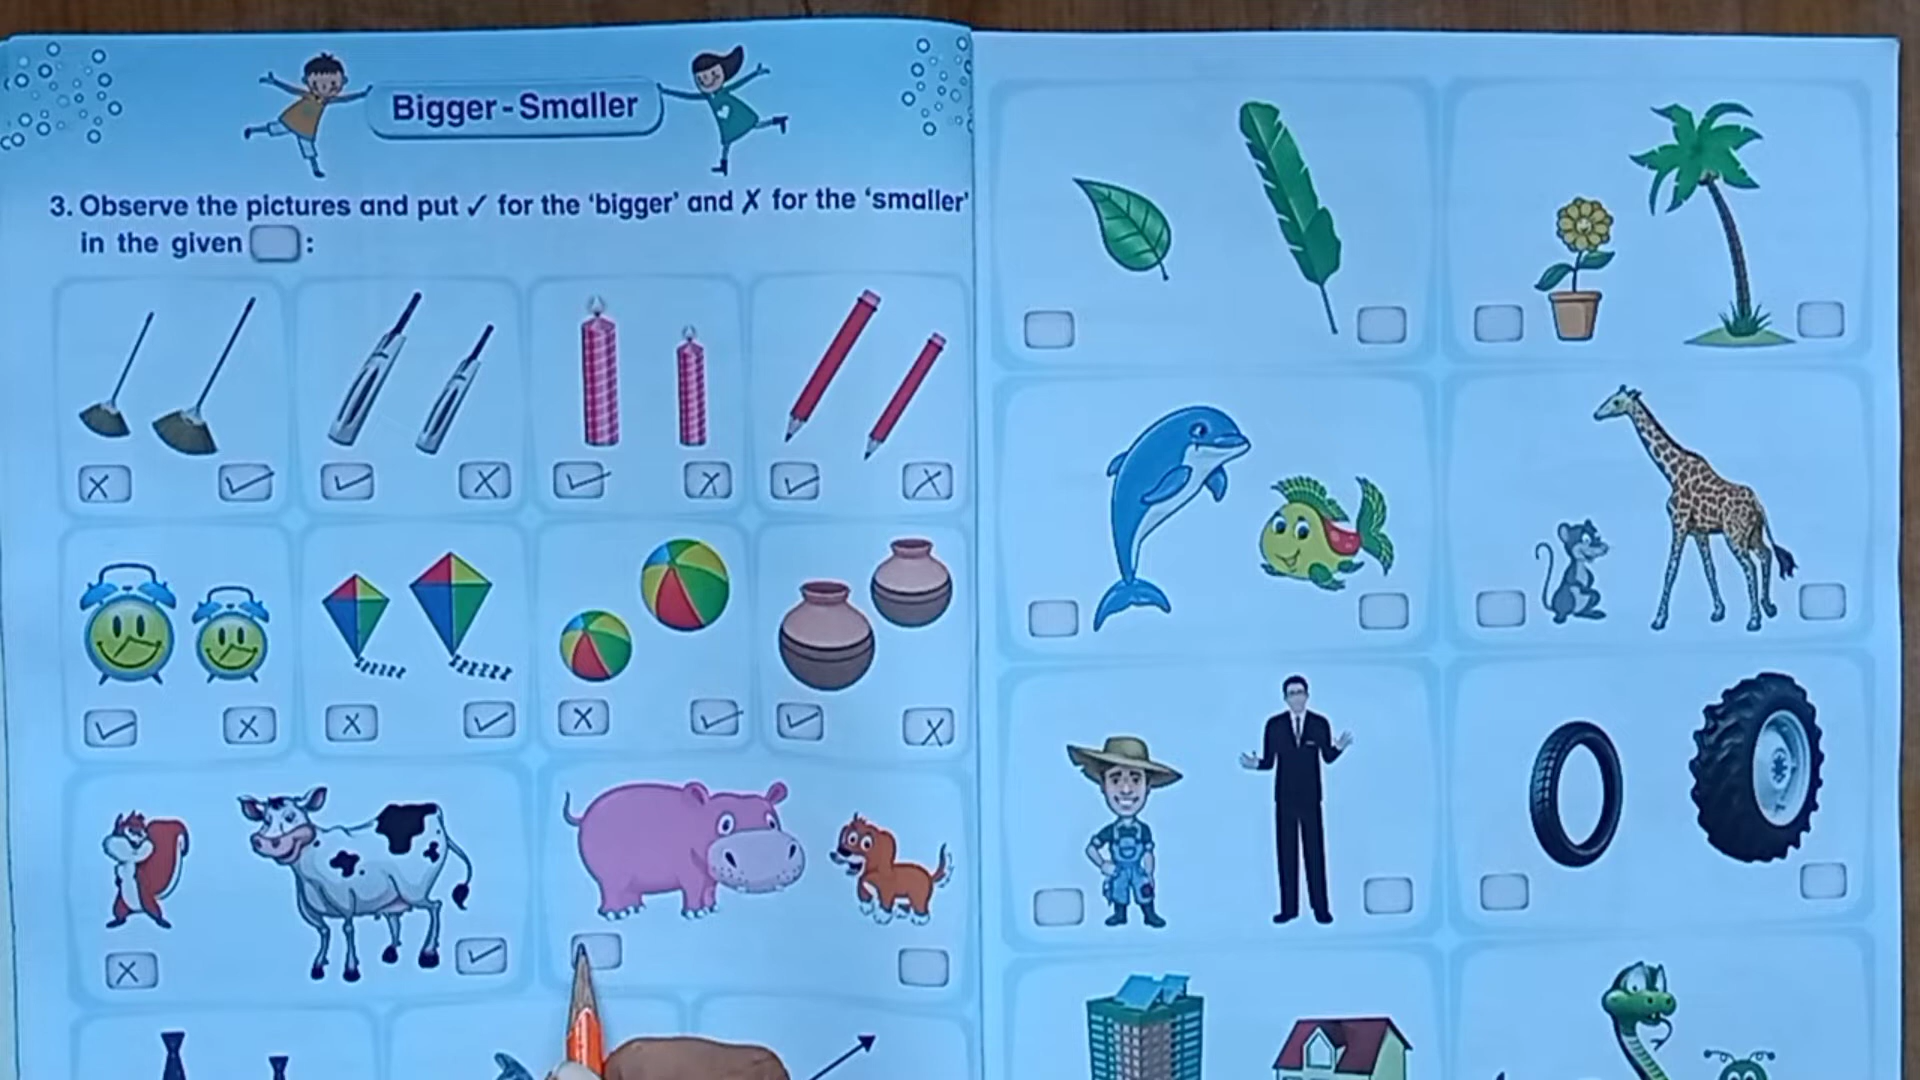 Bigger - Smaller
3. Observe the pictures and put ✓ for the ‘bigger’ and ✗ for the ‘smaller’
in the given :